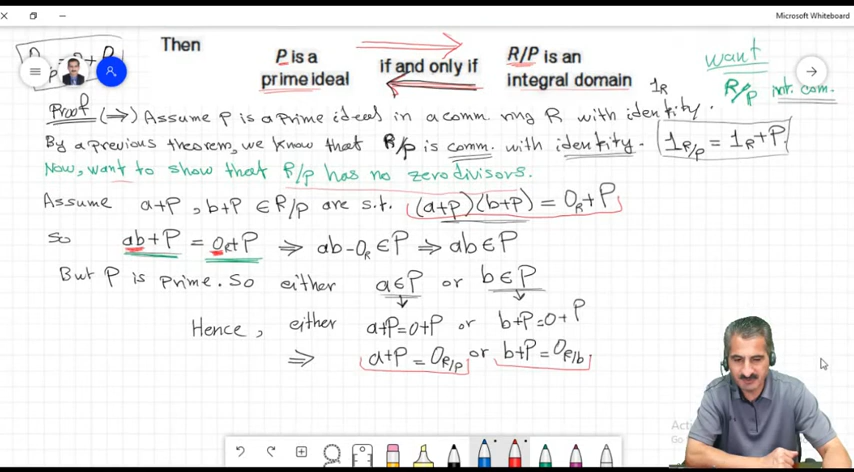 Microsoft Whiteboard
Then
P is a prime ideal if and only if R/P is an integral domain
want
R/P int. dom.
1R
Proof (⇒) Assume P is a prime ideal in a comm. ring R with identity.
By a previous theorem, we know that R/P is comm. with identity. 1R/P = 1R+P
Now, want to show that R/P has no zero divisors.
Assume a+P, b+P ∈ R/P are s.t. (a+P)(b+P) = 0R+P
So ab+P = 0R+P ⇒ ab-0R ∈ P ⇒ ab ∈ P
But P is prime. So either a ∈ P or b ∈ P
Hence, either a+P=0+P or b+P=0+P
⇒ a+P = 0R/P or b+P = 0R/b